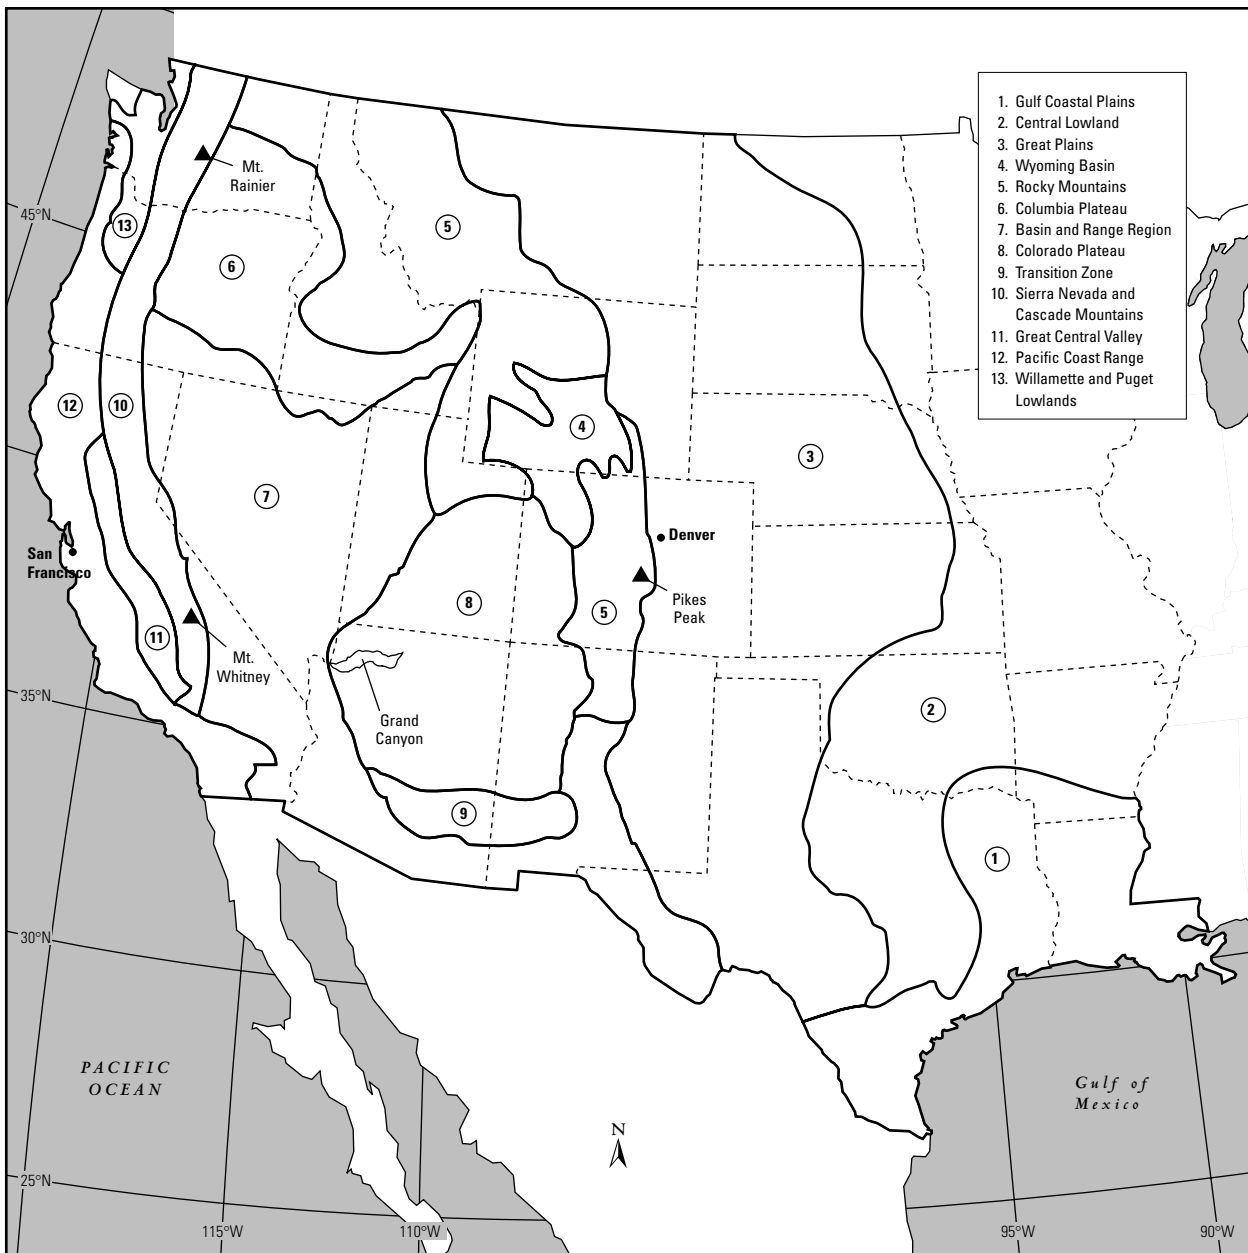 1. Gulf Coastal Plains
2. Central Lowland
3. Great Plains
4. Wyoming Basin
5. Rocky Mountains
6. Columbia Plateau
7. Basin and Range Region
8. Colorado Plateau
9. Transition Zone
10. Sierra Nevada and
Cascade Mountains
11. Great Central Valley
12. Pacific Coast Range
13. Willamette and Puget
Lowlands
Mt.
Rainier
45°N
13
5
6
12
10
4
3
7
San
Francisco
Denver
8
5
Pikes
Peak
11
Mt.
Whitney
35°N
Grand
Canyon
2
9
1
30°N
PACIFIC
OCEAN
Gulf of
Mexico
N
25°N
115°W
110°W
95°W
90°W